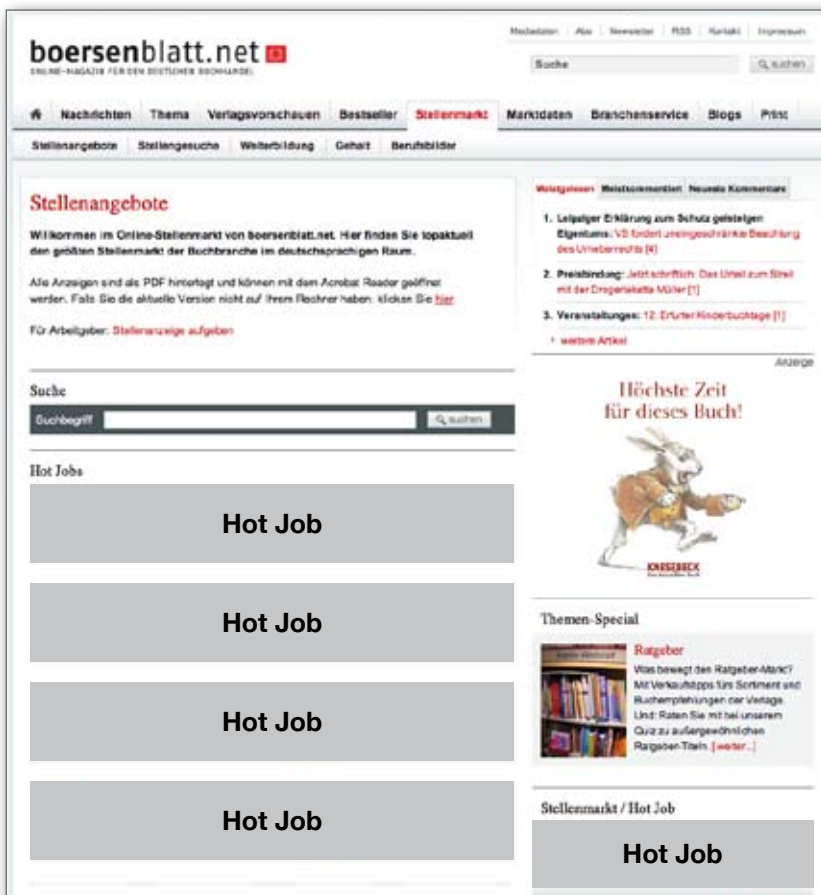 Mediadaten Abo Newsletter RSS Kontakt Impressum
boersenblatt.net
ONLINE-MAGAZIN FÜR DEN DEUTSCHEN BUCHHANDEL
Suche suchen
Nachrichten Thema Verlagsvorschauen Bestseller Stellenmarkt Marktdaten Branchenservice Blogs Print
Stellenangebote Stellengesuche Weiterbildung Gehalt Berufsbilder
Stellenangebote
Willkommen im Online-Stellenmarkt von boersenblatt.net. Hier finden Sie topaktuell
den größten Stellenmarkt der Buchbranche im deutschsprachigen Raum.
Alle Anzeigen sind als PDF hinterlegt und können mit dem Acrobat Reader geöffnet
werden. Falls Sie die aktuelle Version nicht auf Ihrem Rechner haben: klicken Sie hier
Für Arbeitgeber: Stellenanzeige aufgeben
Suche
Suchbegriff suchen
Hot Jobs
Hot Job
Hot Job
Hot Job
Hot Job
Meistgelesen Meistkommentiert Neueste Kommentare
1. Leipziger Erklärung zum Schutz geistigen
Eigentums: VS fordert uneingeschränkte Beachtung
des Urheberrechts [4]
2. Preisbindung: Jetzt schriftlich: Das Urteil zum Streit
mit der Drogeriekette Müller [1]
3. Veranstaltungen: 12. Erfurter Kinderbuchtage [1]
weitere Artikel
Anzeige
Höchste Zeit
für dieses Buch!
KNESEBECK
Themen-Special
Ratgeber
Was bewegt den Ratgeber-Markt?
Mit Verkaufstipps fürs Sortiment und
Buchempfehlungen der Verlage.
Und: Raten Sie mit bei unserem
Quiz zu außergewöhnlichen
Ratgeber-Titeln. [weiter...]
Stellenmarkt / Hot Job
Hot Job